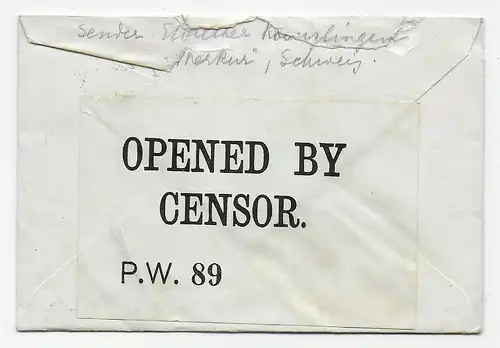 Sender
Merkur, Schweiz.
OPENED BY
CENSOR.
P.W. 89